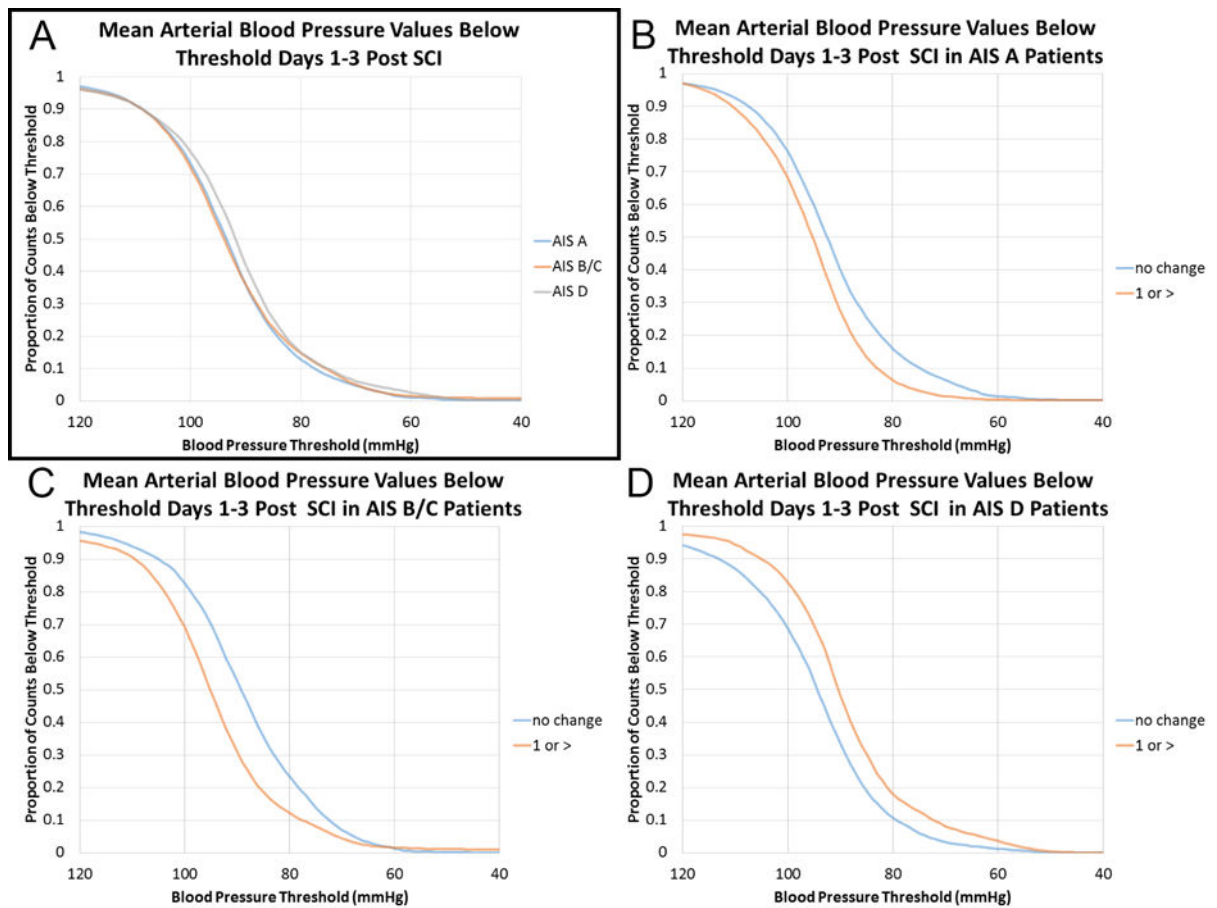 A
Mean Arterial Blood Pressure Values Below
Threshold Days 1-3 Post SCI
Proportion of Counts Below Threshold
1
0.9
0.8
0.7
0.6
0.5
0.4
0.3
0.2
0.1
0
120 100 80 60 40
Blood Pressure Threshold (mmHg)
AIS A
AIS B/C
AIS D
B
Mean Arterial Blood Pressure Values Below
Threshold Days 1-3 Post SCI in AIS A Patients
Proportion of Counts Below Threshold
1
0.9
0.8
0.7
0.6
0.5
0.4
0.3
0.2
0.1
0
120 100 80 60 40
Blood Pressure Threshold (mmHg)
no change
1 or >
C
Mean Arterial Blood Pressure Values Below
Threshold Days 1-3 Post SCI in AIS B/C Patients
Proportion of Counts Below Threshold
1
0.9
0.8
0.7
0.6
0.5
0.4
0.3
0.2
0.1
0
120 100 80 60 40
Blood Pressure Threshold (mmHg)
no change
1 or >
D
Mean Arterial Blood Pressure Values Below
Threshold Days 1-3 Post SCI in AIS D Patients
Proportion of Counts Below Threshold
1
0.9
0.8
0.7
0.6
0.5
0.4
0.3
0.2
0.1
0
120 100 80 60 40
Blood Pressure Threshold (mmHg)
no change
1 or >